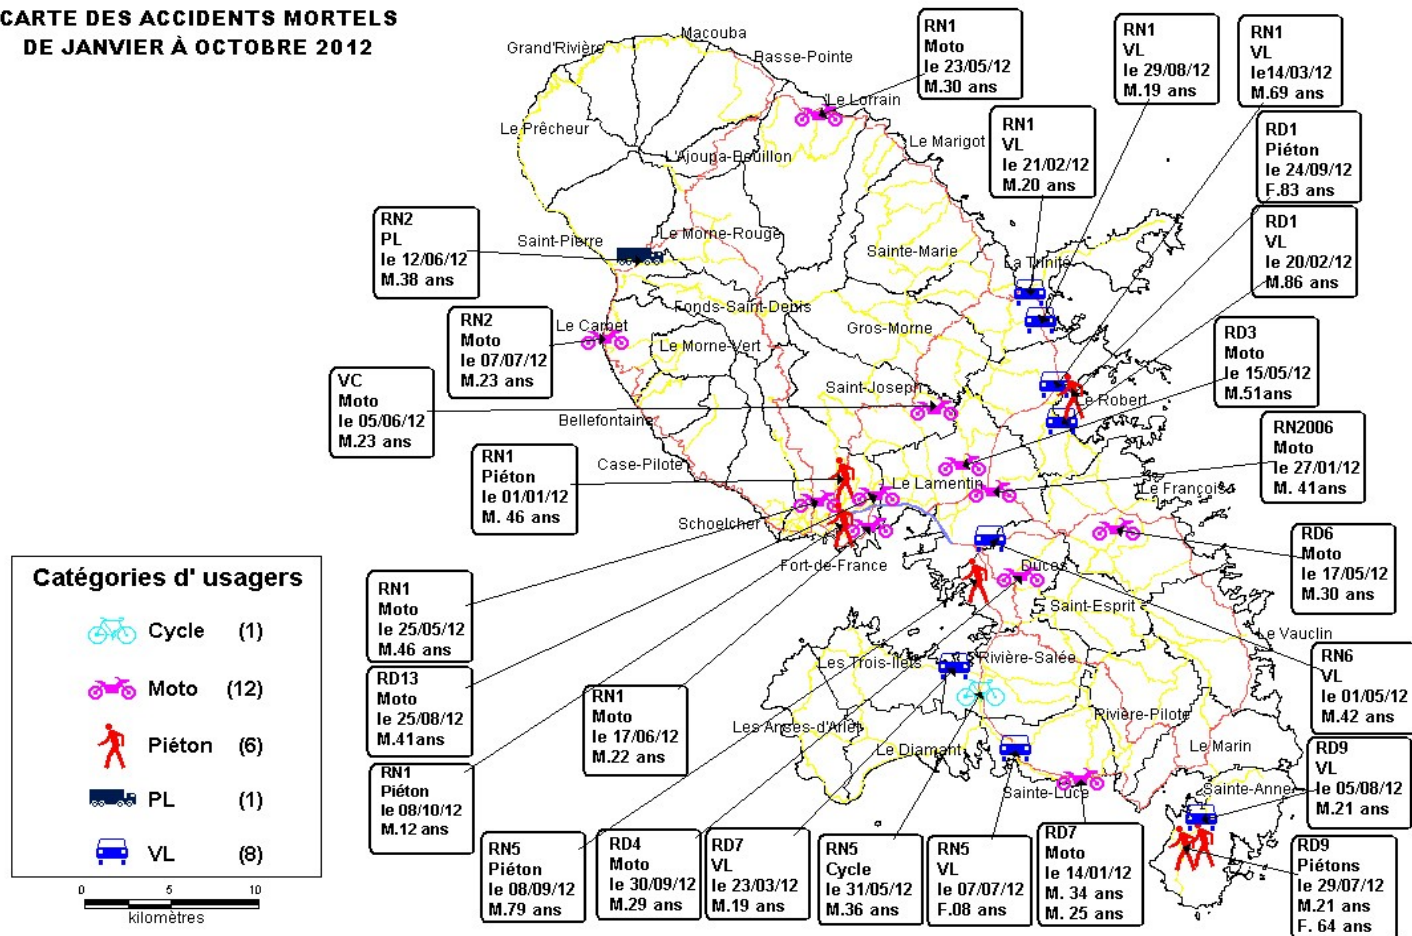 CARTE DES ACCIDENTS MORTELS
DE JANVIER À OCTOBRE 2012
RN1
Moto
le 23/05/12
M.30 ans
RN1
VL
le 29/08/12
M.19 ans
RN1
VL
le14/03/12
M.69 ans
RN1
VL
le 21/02/12
M.20 ans
RD1
Piéton
le 24/09/12
F.83 ans
RD1
VL
le 20/02/12
M.86 ans
RN2
PL
le 12/06/12
M.38 ans
RN2
Moto
le 07/07/12
M.23 ans
VC
Moto
le 05/06/12
M.23 ans
RD3
Moto
le 15/05/12
M.51ans
RN2006
Moto
le 27/01/12
M. 41ans
RN1
Piéton
le 01/01/12
M. 46 ans
RD6
Moto
le 17/05/12
M.30 ans
RN1
Moto
le 25/05/12
M.46 ans
RD13
Moto
le 25/08/12
M.41ans
RN1
Piéton
le 08/10/12
M.12 ans
RN1
Moto
le 17/06/12
M.22 ans
RN6
VL
le 01/05/12
M.42 ans
RD9
VL
le 05/08/12
M.21 ans
RN5
Piéton
le 08/09/12
M.79 ans
RD4
Moto
le 30/09/12
M.29 ans
RD7
VL
le 23/03/12
M.19 ans
RN5
Cycle
le 31/05/12
M.36 ans
RN5
VL
le 07/07/12
F.08 ans
RD7
Moto
le 14/01/12
M. 34 ans
M. 25 ans
RD9
Piétons
le 29/07/12
M.21 ans
F. 64 ans
Grand'Rivière
Macouba
Basse-Pointe
Le Lorrain
Le Prêcheur
L'Ajoupa-Bouillon
Le Marigot
Saint-Pierre
Le Morne-Rouge
Sainte-Marie
La Trinité
Fonds-Saint-Denis
Le Carbet
Gros-Morne
Le Morne-Vert
Saint-Joseph
Le Robert
Bellefontaine
Case-Pilote
Le Lamentin
Le François
Schoelcher
Fort-de-France
Ducos
Saint-Esprit
Le Vauclin
Les Trois-Ilets
Rivière-Salée
Les Anses-d'Arlet
Rivière-Pilote
Le Diamant
Le Marin
Sainte-Luce
Sainte-Anne
Catégories d' usagers
Cycle (1)
Moto (12)
Piéton (6)
PL (1)
VL (8)
0 5 10
kilomètres